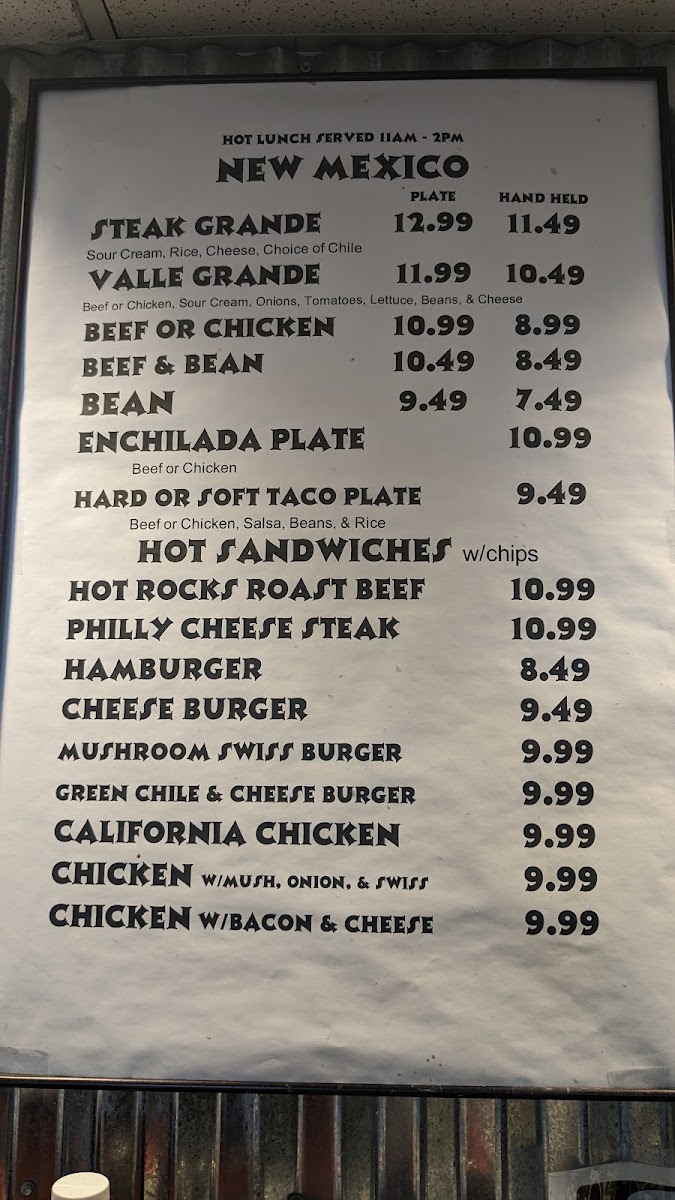 HOT LUNCH SERVED 11AM - 2PM
NEW MEXICO
PLATE HAND HELD
STEAK GRANDE 12.99 11.49
Sour Cream, Rice, Cheese, Choice of Chile
VALLE GRANDE 11.99 10.49
Beef or Chicken, Sour Cream, Onions, Tomatoes, Lettuce, Beans, & Cheese
BEEF OR CHICKEN 10.99 8.99
BEEF & BEAN 10.49 8.49
BEAN 9.49 7.49
ENCHILADA PLATE 10.99
Beef or Chicken
HARD OR SOFT TACO PLATE 9.49
Beef or Chicken, Salsa, Beans, & Rice
HOT SANDWICHES w/chips
HOT ROCKS ROAST BEEF 10.99
PHILLY CHEESE STEAK 10.99
HAMBURGER 8.49
CHEESE BURGER 9.49
MUSHROOM SWISS BURGER 9.99
GREEN CHILE & CHEESE BURGER 9.99
CALIFORNIA CHICKEN 9.99
CHICKEN W/MUSH, ONION, & SWISS 9.99
CHICKEN W/BACON & CHEESE 9.99